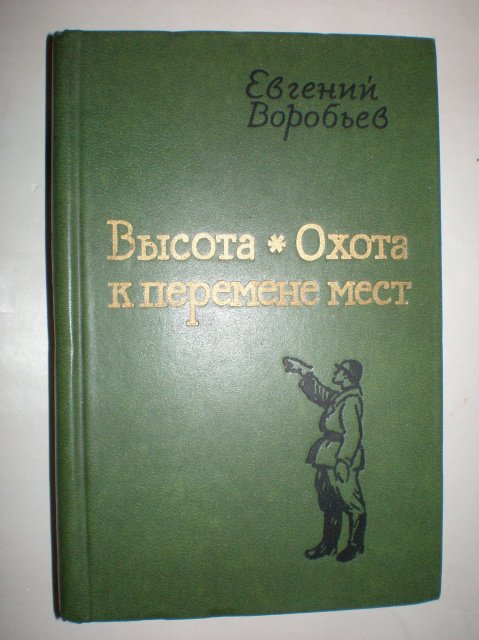 Евгений
Воробьев
Высота * Охота
к перемене мест